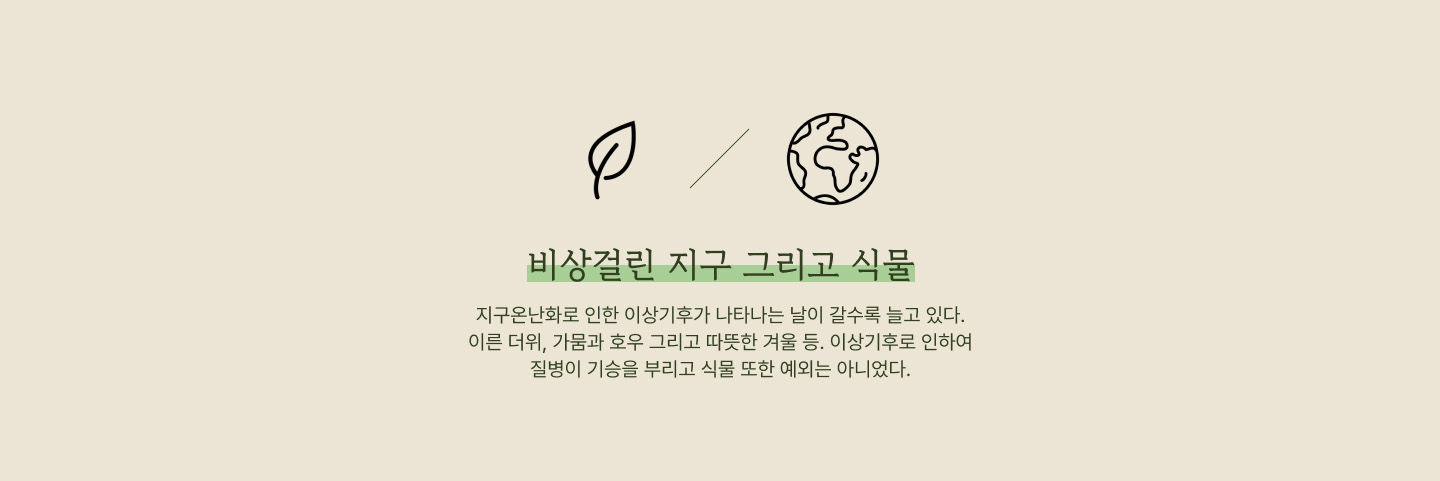 비상걸린 지구 그리고 식물
지구온난화로 인한 이상기후가 나타나는 날이 갈수록 늘고 있다.
이른 더위, 가뭄과 호우 그리고 따뜻한 겨울 등. 이상기후로 인하여
질병이 기승을 부리고 식물 또한 예외는 아니었다.